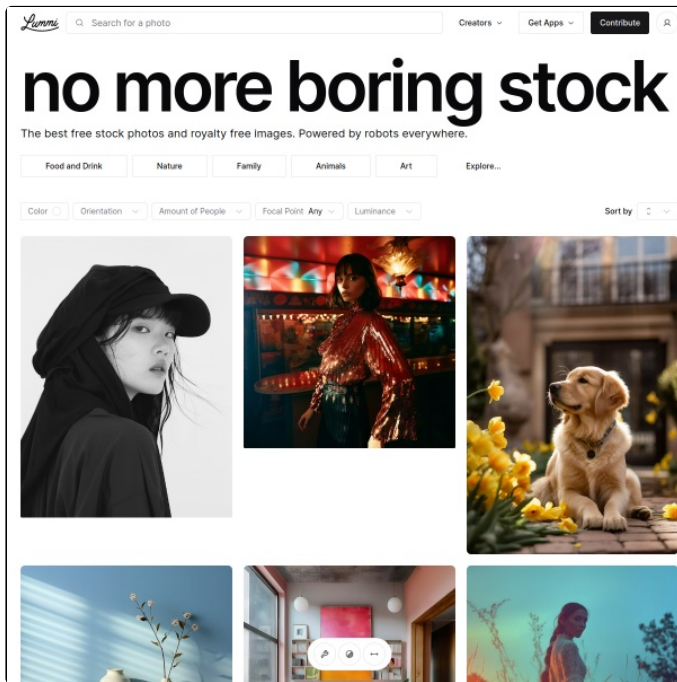 Lummi Search for a photo Creators Get Apps Contribute
no more boring stock
The best free stock photos and royalty free images. Powered by robots everywhere.
Food and Drink Nature Family Animals Art Explore...
Color Orientation Amount of People Focal Point Any Luminance Sort by